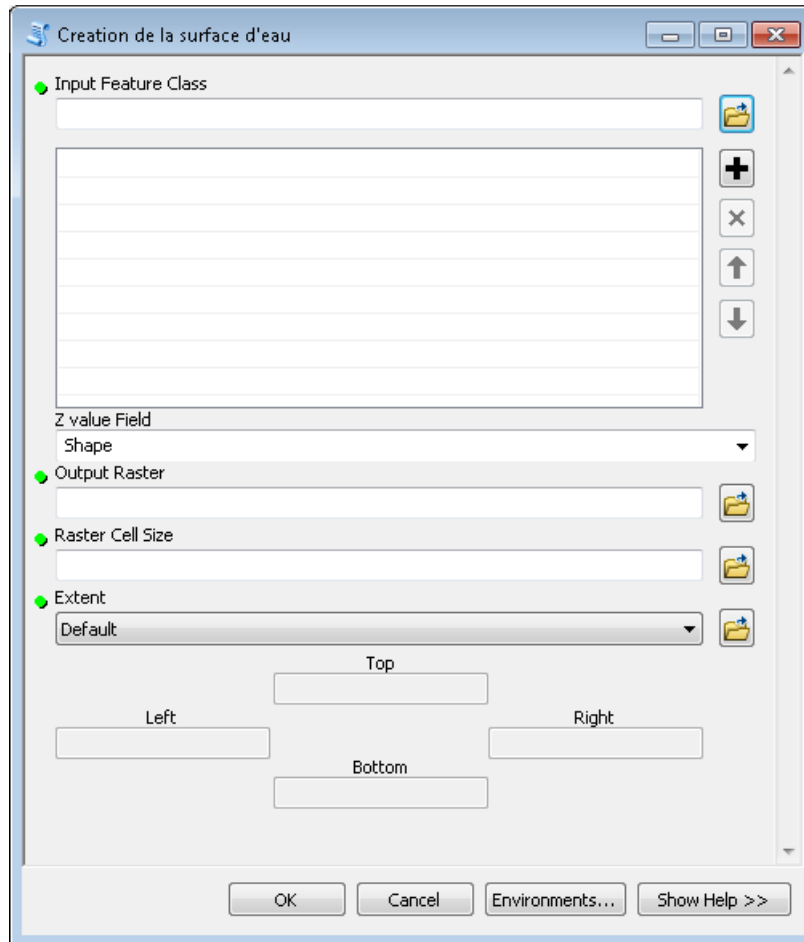 Creation de la surface d'eau
Input Feature Class
Z value Field
Shape
Output Raster
Raster Cell Size
Extent
Default
Top
Left
Right
Bottom
OK
Cancel
Environments...
Show Help >>